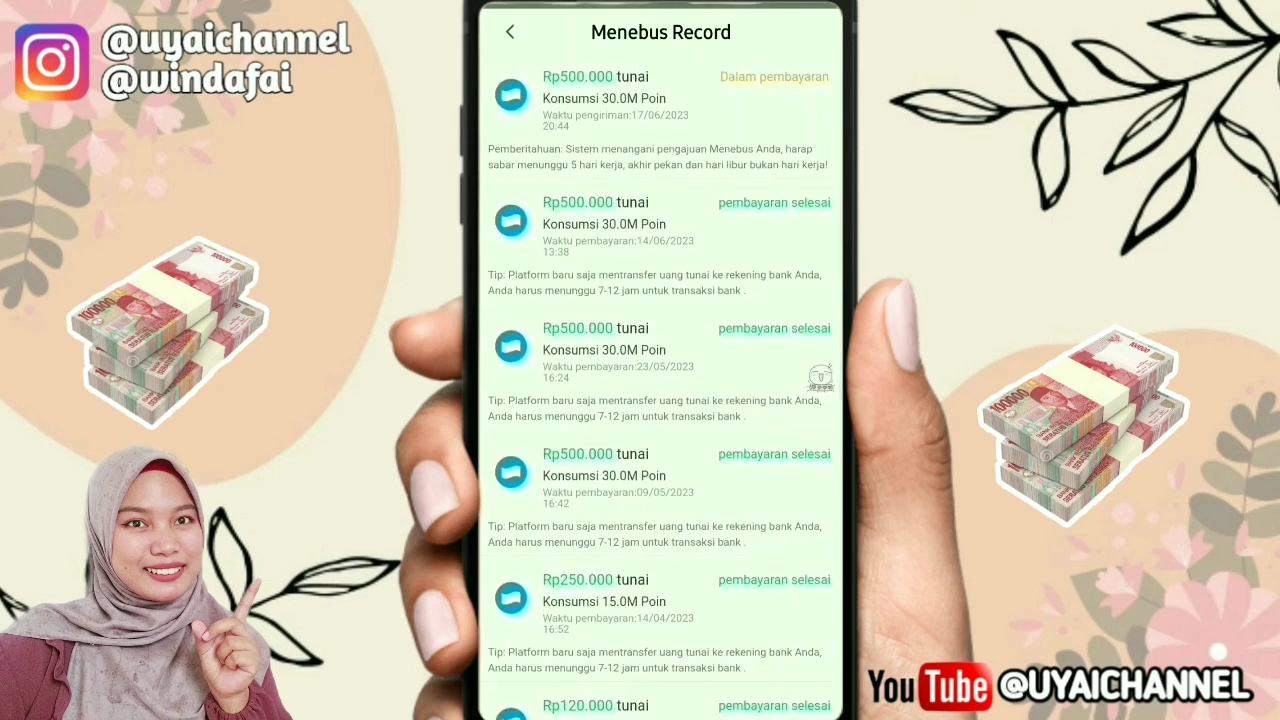 @uyaichannel
@windafai
Menebus Record
Rp500.000 tunai
Dalam pembayaran
Konsumsi 30.0M Poin
Waktu pengiriman:17/06/2023
20:44
Pemberitahuan: Sistem menangani pengajuan Menebus Anda, harap
sabar menunggu 5 hari kerja, akhir pekan dan hari libur bukan hari kerja!
Rp500.000 tunai
pembayaran selesai
Konsumsi 30.0M Poin
Waktu pembayaran:14/06/2023
13:38
Tip: Platform baru saja mentransfer uang tunai ke rekening bank Anda,
Anda harus menunggu 7-12 jam untuk transaksi bank .
Rp500.000 tunai
pembayaran selesai
Konsumsi 30.0M Poin
Waktu pembayaran:23/05/2023
16:24
Tip: Platform baru saja mentransfer uang tunai ke rekening bank Anda,
Anda harus menunggu 7-12 jam untuk transaksi bank .
Rp500.000 tunai
pembayaran selesai
Konsumsi 30.0M Poin
Waktu pembayaran:09/05/2023
16:42
Tip: Platform baru saja mentransfer uang tunai ke rekening bank Anda,
Anda harus menunggu 7-12 jam untuk transaksi bank .
Rp250.000 tunai
pembayaran selesai
Konsumsi 15.0M Poin
Waktu pembayaran:14/04/2023
16:52
Tip: Platform baru saja mentransfer uang tunai ke rekening bank Anda,
Anda harus menunggu 7-12 jam untuk transaksi bank .
Rp120.000 tunai
pembayaran selesai
100000
100000
100000
100000
YouTube @UYAICHANNEL